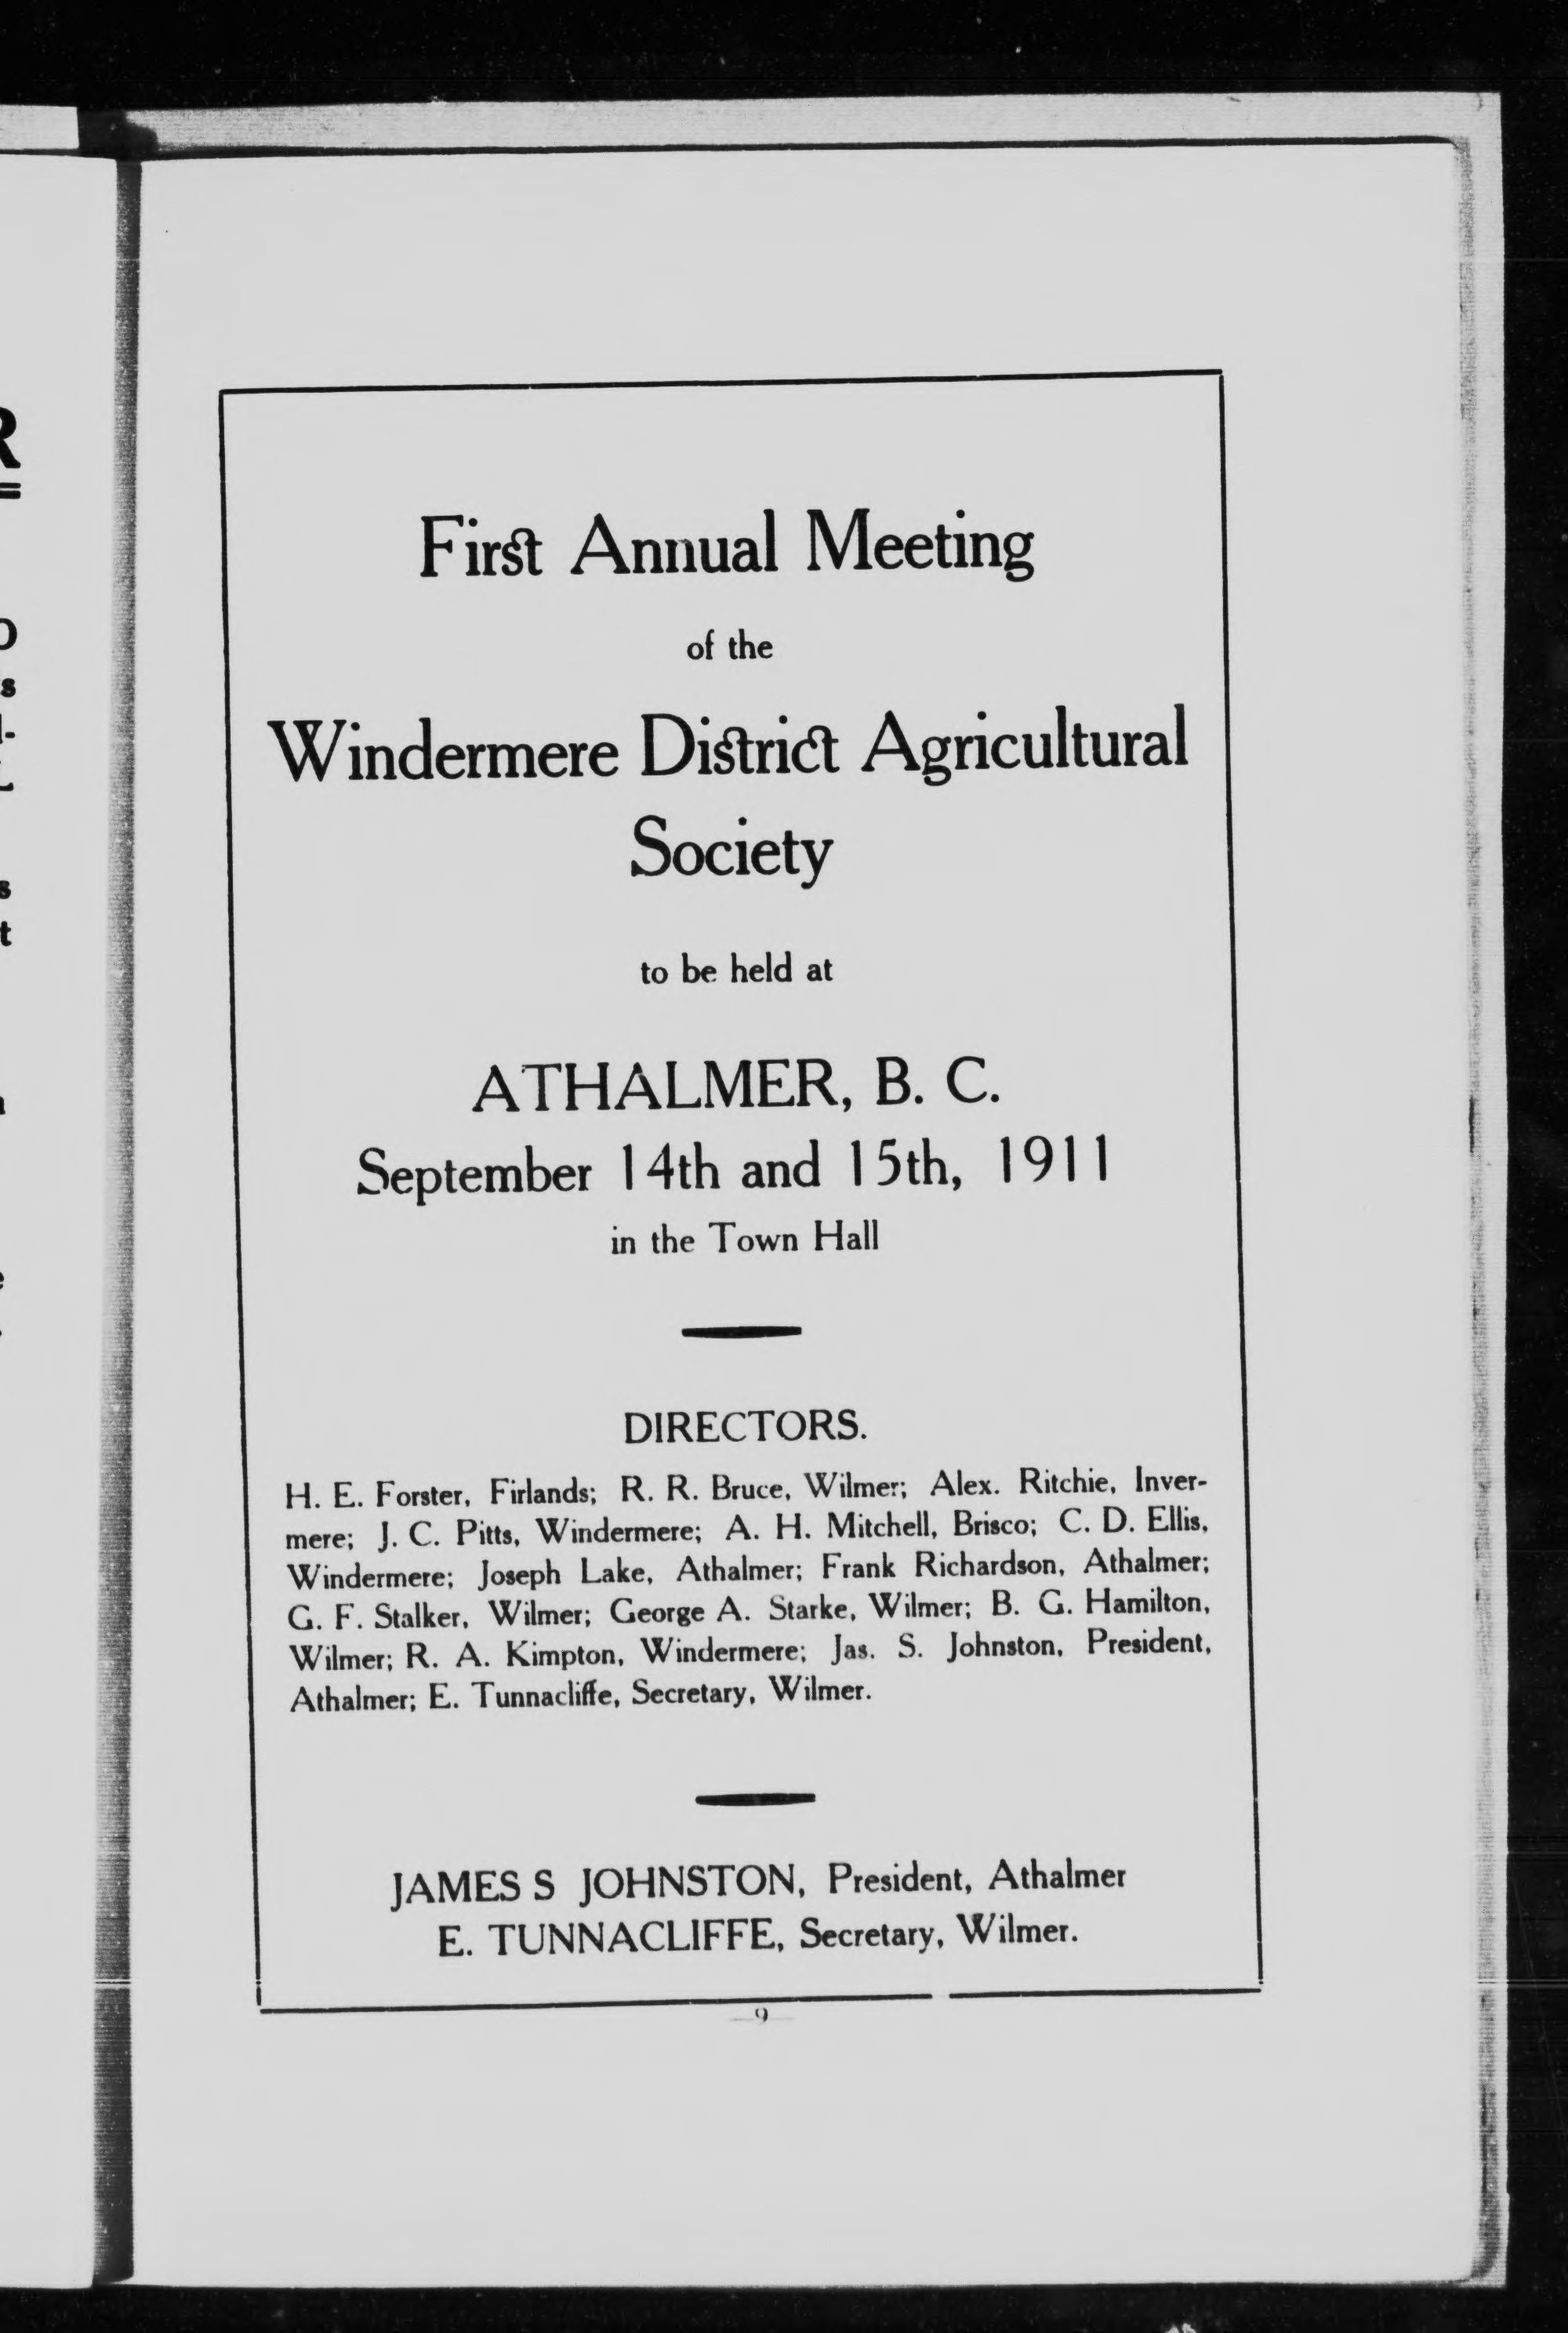 First Annual Meeting
of the
Windermere District Agricultural
Society
to be held at
ATHALMER, B. C.
September 14th and 15th, 1911
in the Town Hall
DIRECTORS.
H. E. Forster, Firlands; R. R. Bruce, Wilmer; Alex. Ritchie, Inver-
mere; J. C. Pitts, Windermere; A. H. Mitchell, Brisco; C. D. Ellis,
Windermere; Joseph Lake, Athalmer; Frank Richardson, Athalmer;
G. F. Stalker, Wilmer; George A. Starke, Wilmer; B. G. Hamilton,
Wilmer; R. A. Kimpton, Windermere; Jas. S. Johnston, President,
Athalmer; E. Tunnacliffe, Secretary, Wilmer.
JAMES S JOHNSTON, President, Athalmer
E. TUNNACLIFFE, Secretary, Wilmer.
—9—